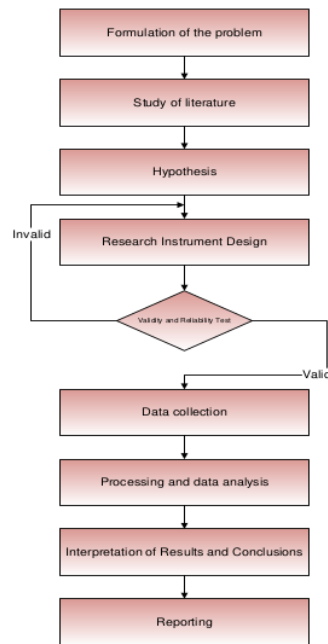 Formulation of the problem
Study of literature
Hypothesis
Invalid
Research Instrument Design
Validity and Reliability Test
Valid
Data collection
Processing and data analysis
Interpretation of Results and Conclusions
Reporting